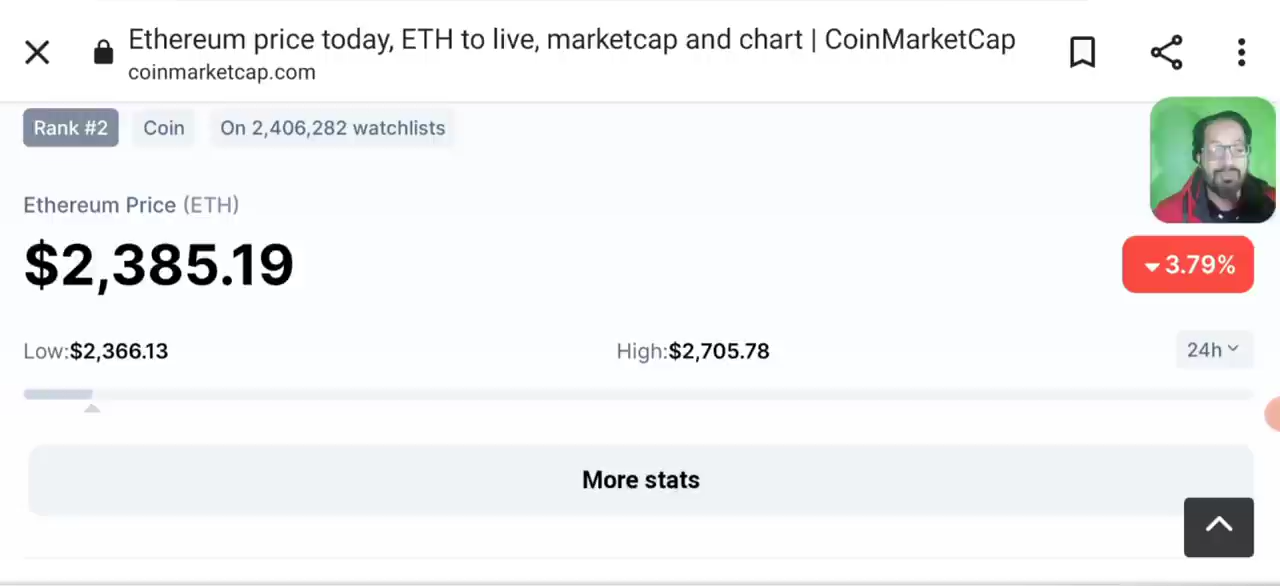 Ethereum price today, ETH to live, marketcap and chart | CoinMarketCap
coinmarketcap.com
Rank #2 Coin On 2,406,282 watchlists
Ethereum Price (ETH)
$2,385.19 3.79%
Low:$2,366.13 High:$2,705.78 24h
More stats